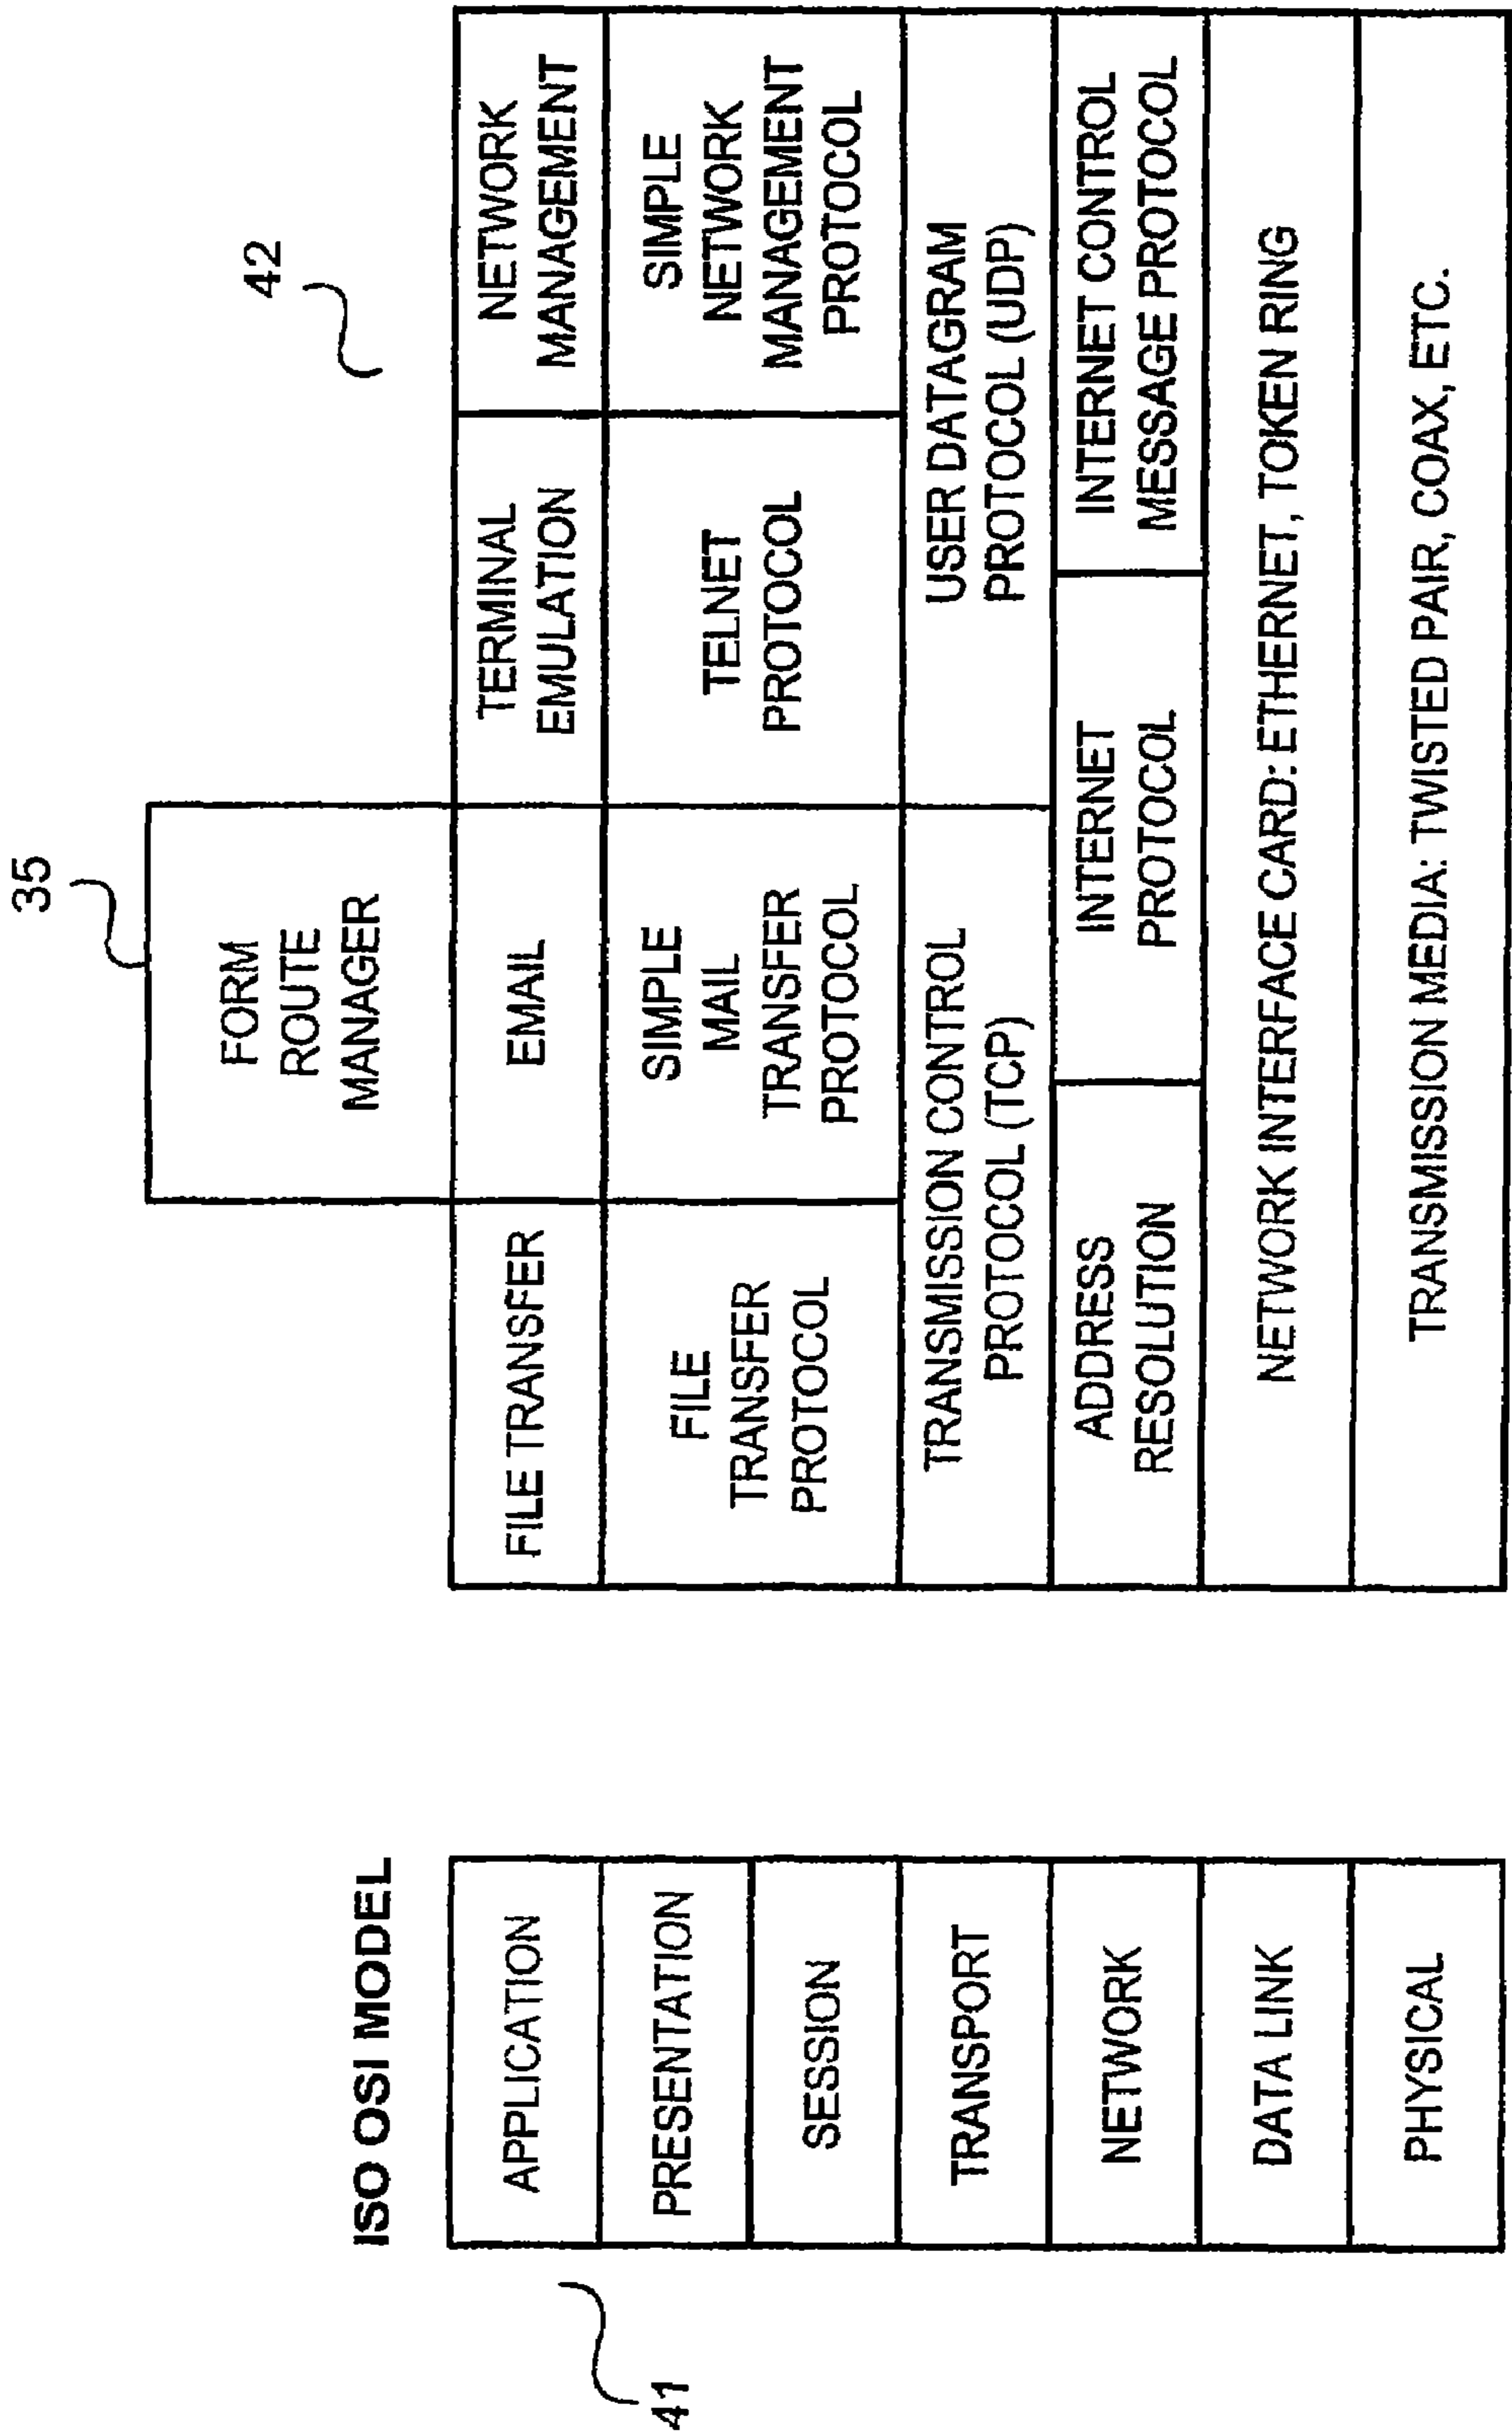 ISO OSI MODEL
41
APPLICATION
PRESENTATION
SESSION
TRANSPORT
NETWORK
DATA LINK
PHYSICAL
35
42
FORM
ROUTE
MANAGER
FILE TRANSFER
EMAIL
TERMINAL
EMULATION
NETWORK
MANAGEMENT
FILE
TRANSFER
PROTOCOL
SIMPLE
MAIL
TRANSFER
PROTOCOL
TELNET
PROTOCOL
SIMPLE
NETWORK
MANAGEMENT
PROTOCOL
TRANSMISSION CONTROL
PROTOCOL (TCP)
USER DATAGRAM
PROTOCOL (UDP)
ADDRESS
RESOLUTION
INTERNET
PROTOCOL
INTERNET CONTROL
MESSAGE PROTOCOL
NETWORK INTERFACE CARD: ETHERNET, TOKEN RING
TRANSMISSION MEDIA: TWISTED PAIR, COAX, ETC.